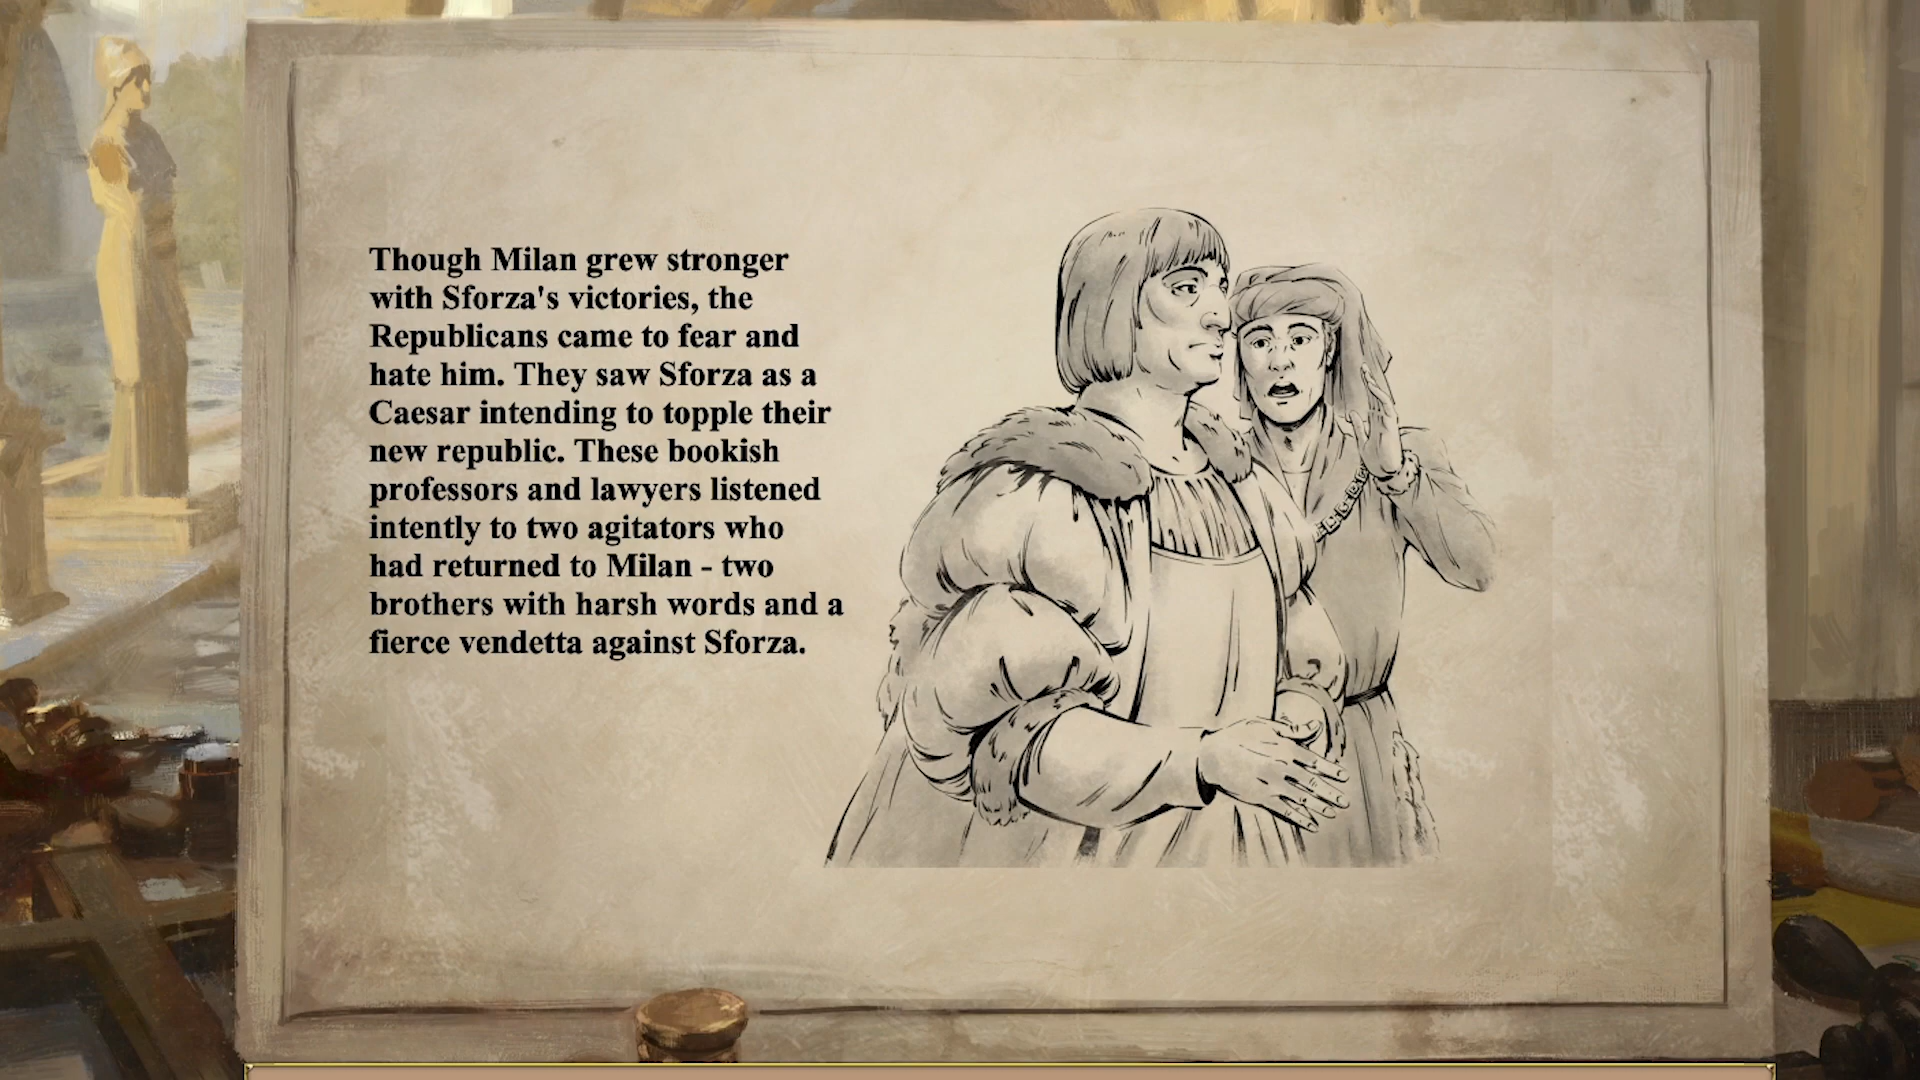 Though Milan grew stronger
with Sforza's victories, the
Republicans came to fear and
hate him. They saw Sforza as a
Caesar intending to topple their
new republic. These bookish
professors and lawyers listened
intently to two agitators who
had returned to Milan - two
brothers with harsh words and a
fierce vendetta against Sforza.